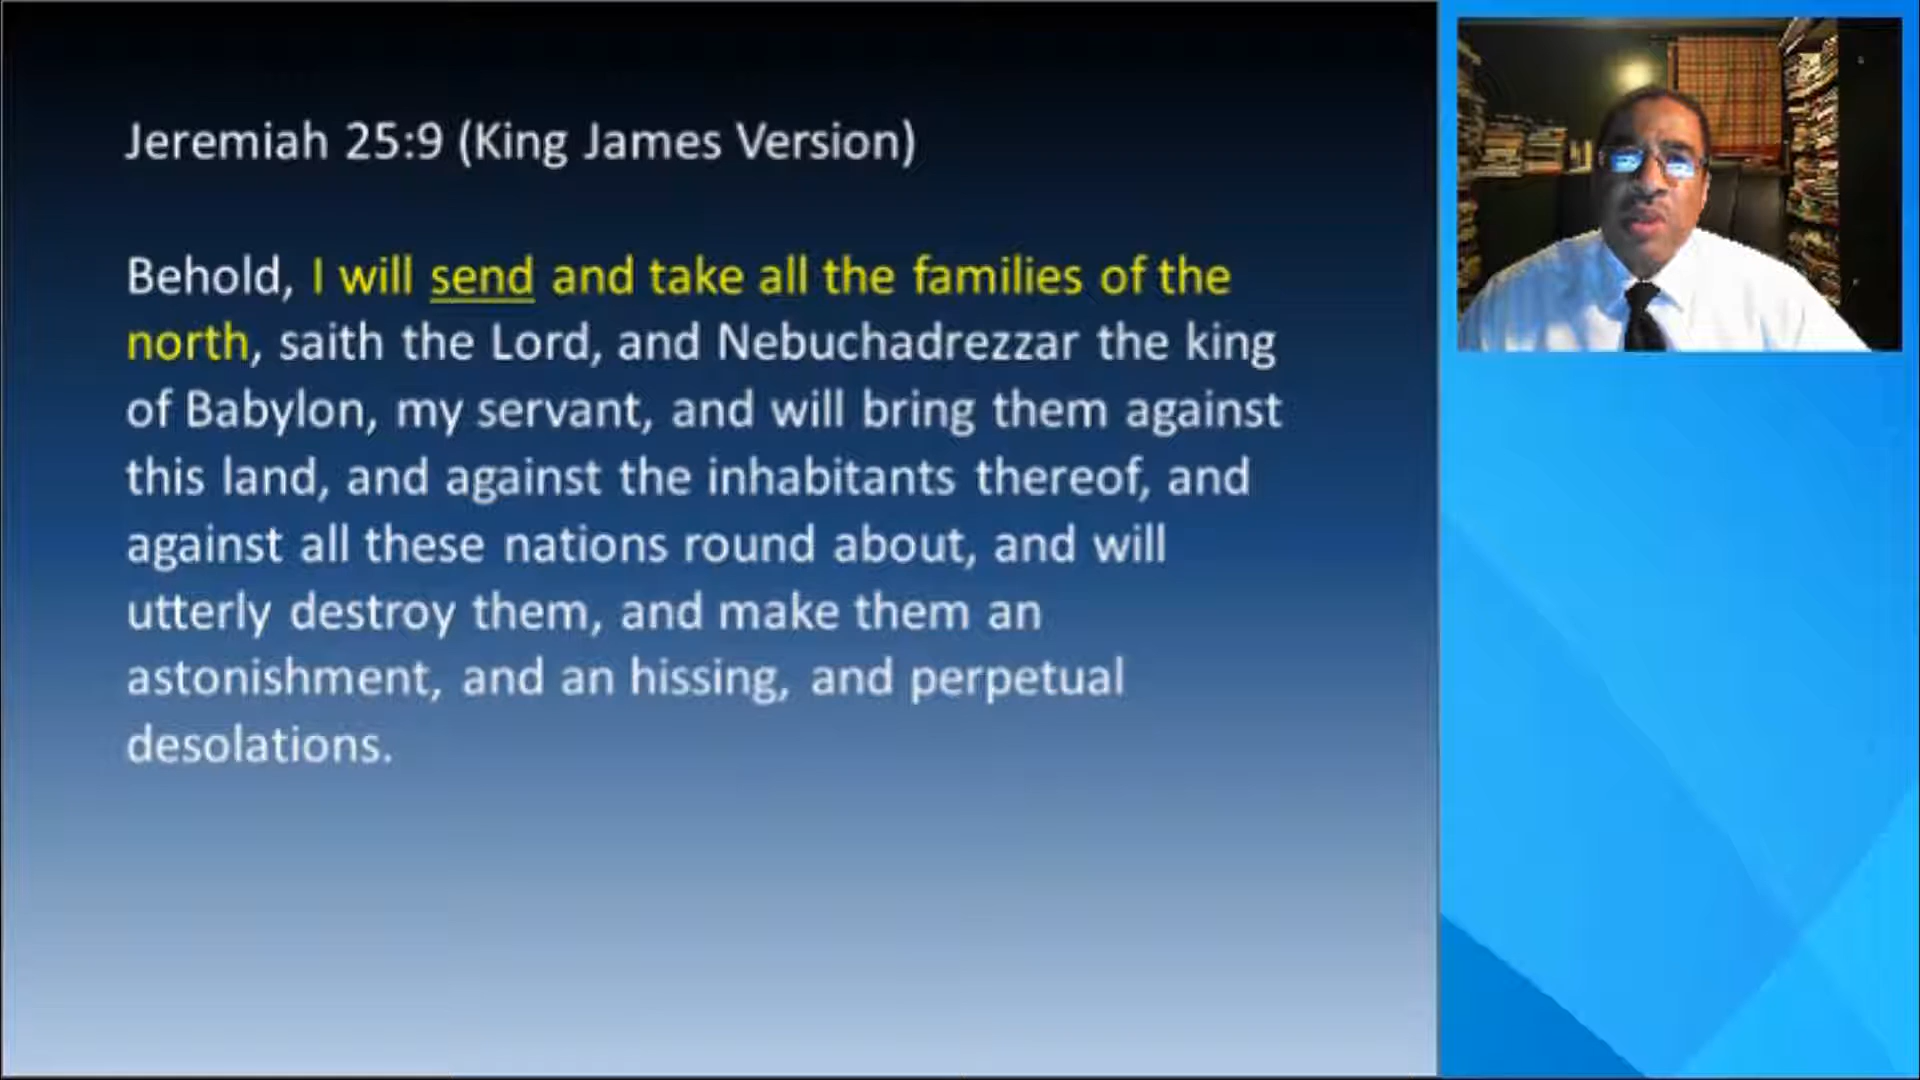 Jeremiah 25:9 (King James Version)
Behold, I will send and take all the families of the
north, saith the Lord, and Nebuchadrezzar the king
of Babylon, my servant, and will bring them against
this land, and against the inhabitants thereof, and
against all these nations round about, and will
utterly destroy them, and make them an
astonishment, and an hissing, and perpetual
desolations.